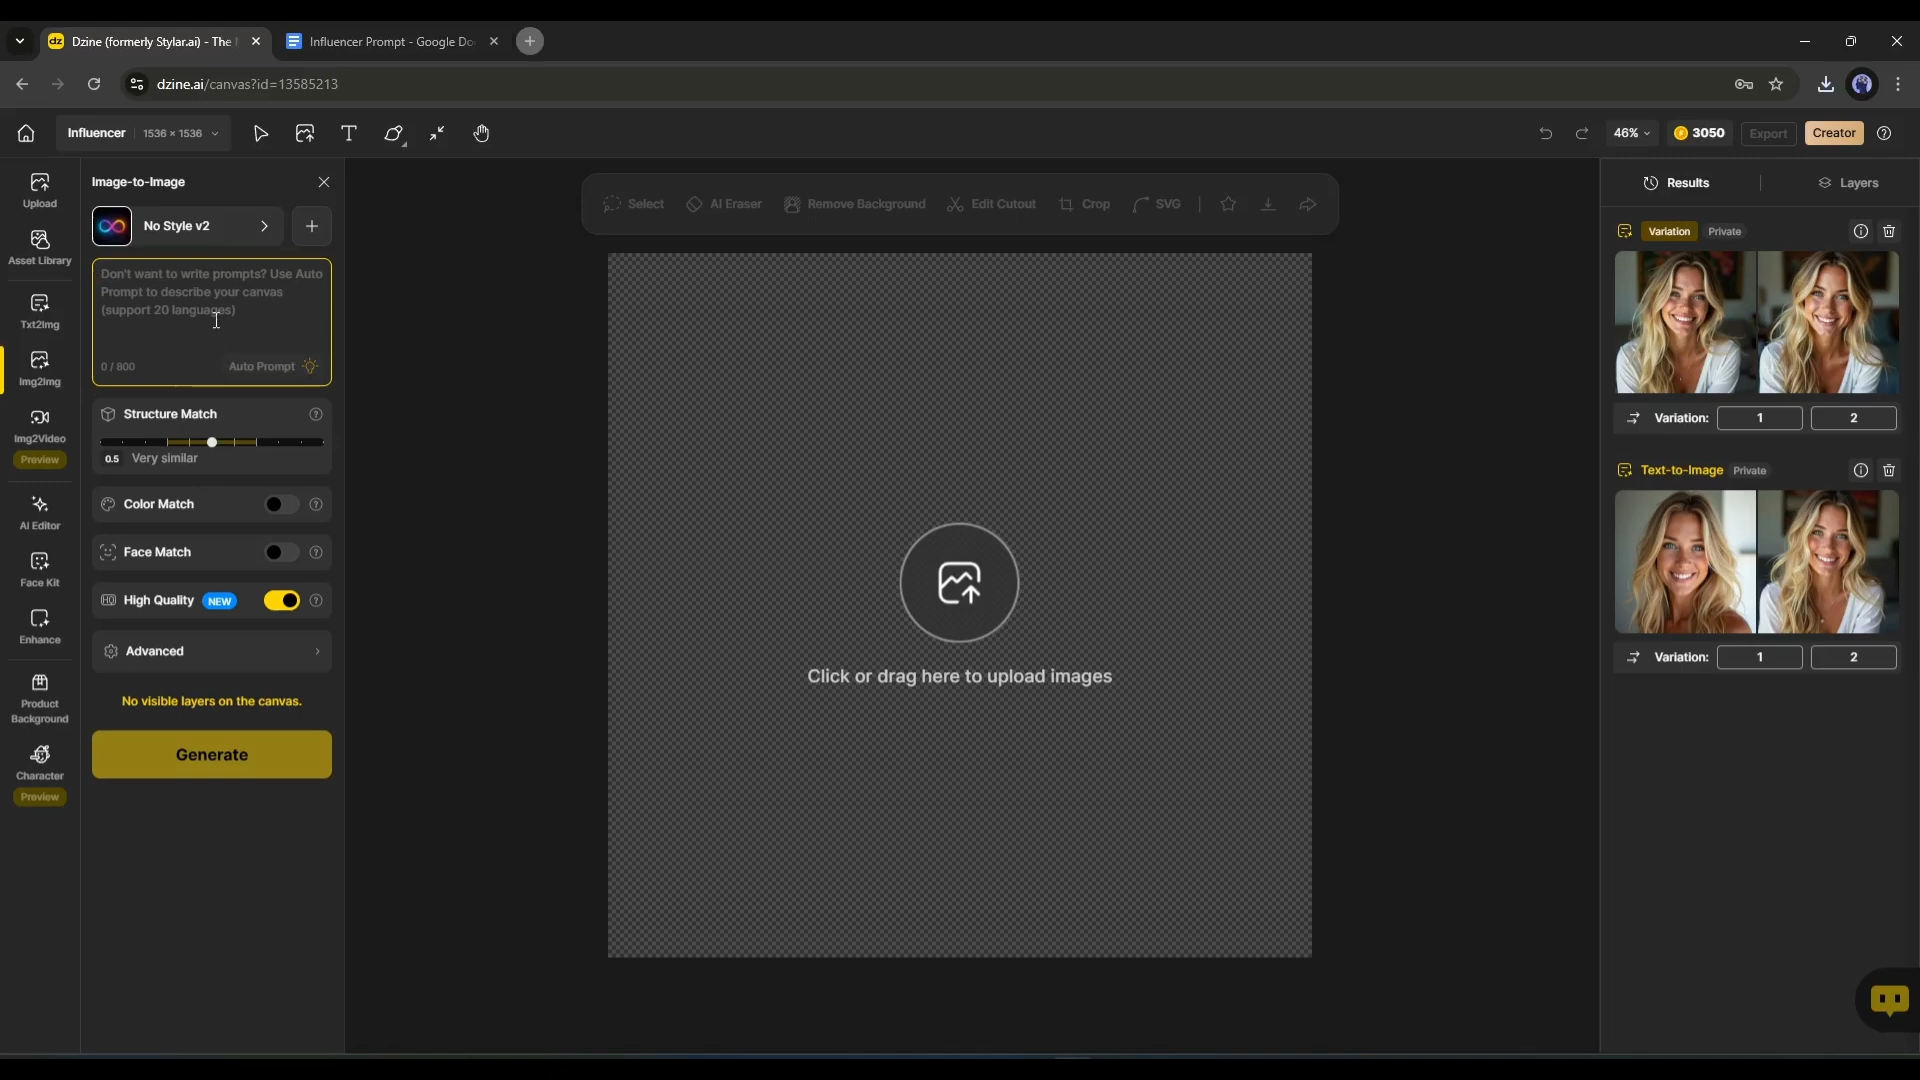 Dzine (formerly Stylar.ai) - The
Influencer Prompt - Google Do
dzine.ai/canvas?id=13585213
Influencer
1536 × 1536
46%
3050
Export
Creator
Upload
Asset Library
Txt2Img
Img2Img
Img2Video
Preview
AI Editor
Face Kit
Enhance
Product
Background
Character
Preview
Image-to-Image
No Style v2
Don't want to write prompts? Use Auto
Prompt to describe your canvas
(support 20 languages)
0 / 800
Auto Prompt
Structure Match
0.5 Very similar
Color Match
Face Match
High Quality NEW
Advanced
No visible layers on the canvas.
Generate
Select
AI Eraser
Remove Background
Edit Cutout
Crop
SVG
Click or drag here to upload images
Results
Layers
Variation Private
Variation: 1 2
Text-to-Image Private
Variation: 1 2